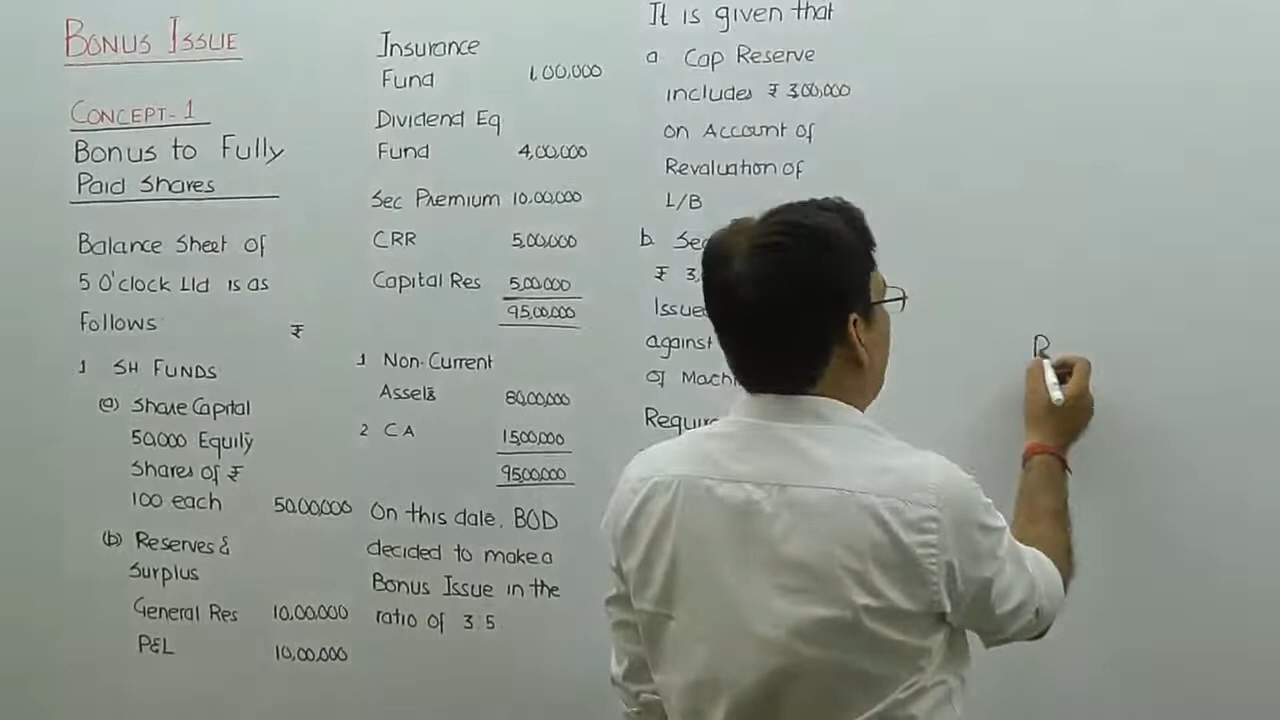 BONUS ISSUE
CONCEPT-1
Bonus to Fully
Paid Shares
Balance Sheet of
5 O'clock Ltd is as
follows
₹
1 SH FUNDS
(a) Share Capital
50,000 Equity
Shares of ₹
100 each 50,00,000
(b) Reserves &
Surplus
General Res 10,00,000
P&L 10,00,000
Insurance
Fund 1,00,000
Dividend Eq
Fund 4,00,000
Sec Premium 10,00,000
CRR 5,00,000
Capital Res 5,00,000
95,00,000
1 Non-Current
Assets 80,00,000
2 CA 15,00,000
95,00,000
On this date, BOD
decided to make a
Bonus Issue in the
ratio of 3:5
It is given that
a Cap Reserve
includes ₹ 3,00,000
on Account of
Revaluation of
L/B
b. Sec
₹ 3,
Issued
against
of Machi
Requir